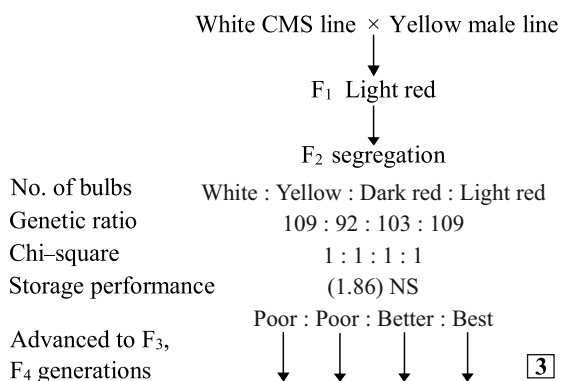 White CMS line × Yellow male line
F₁ Light red
F₂ segregation
No. of bulbs
White : Yellow : Dark red : Light red
Genetic ratio
109 : 92 : 103 : 109
Chi–square
1 : 1 : 1 : 1
Storage performance
(1.86) NS
Poor : Poor : Better : Best
Advanced to F₃,
F₄ generations
3